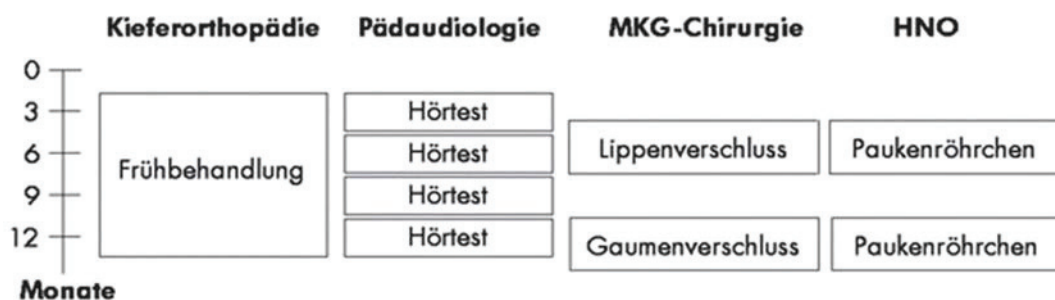 Kieferorthopädie Pädaudiologie MKG-Chirurgie HNO
0
3 Hörtest
6 Frühbehandlung Hörtest Lippenverschluss Paukenröhrchen
9 Hörtest
12 Hörtest Gaumenverschluss Paukenröhrchen
Monate